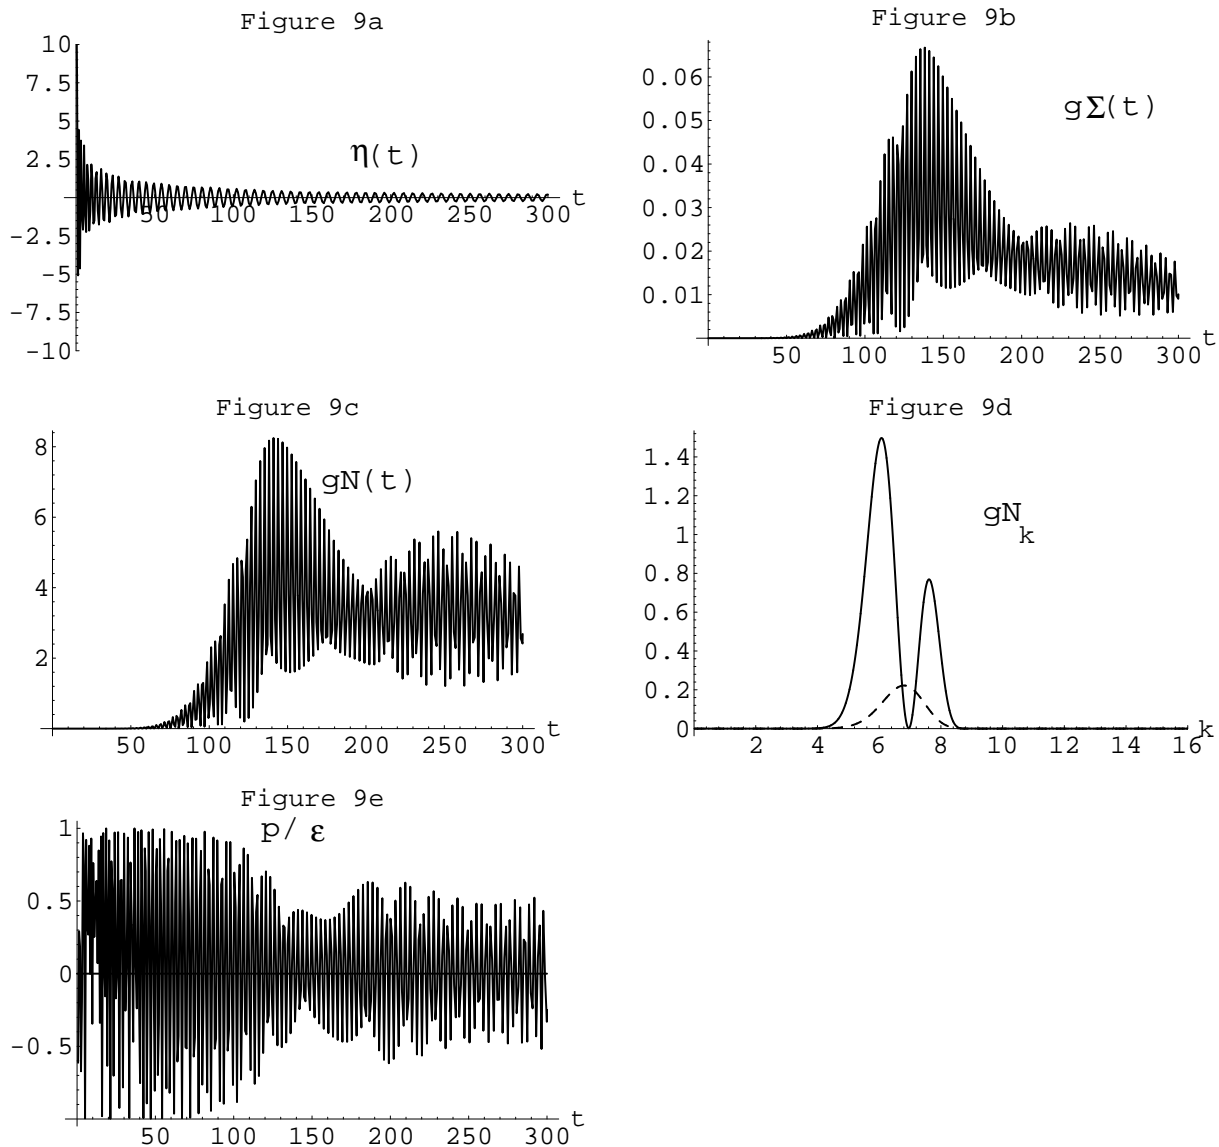 Figure 9a
10
7.5
5
2.5
-2.5
-5
-7.5
-10
η(t)
50 100 150 200 250 300 t
Figure 9b
0.06
0.05
0.04
0.03
0.02
0.01
gΣ(t)
50 100 150 200 250 300 t
Figure 9c
8
6
4
2
gN(t)
50 100 150 200 250 300 t
Figure 9d
1.4
1.2
1
0.8
0.6
0.4
0.2
0
gN
k
2 4 6 8 10 12 14 16 k
Figure 9e
p/ ε
1
0.5
0
-0.5
50 100 150 200 250 300 t